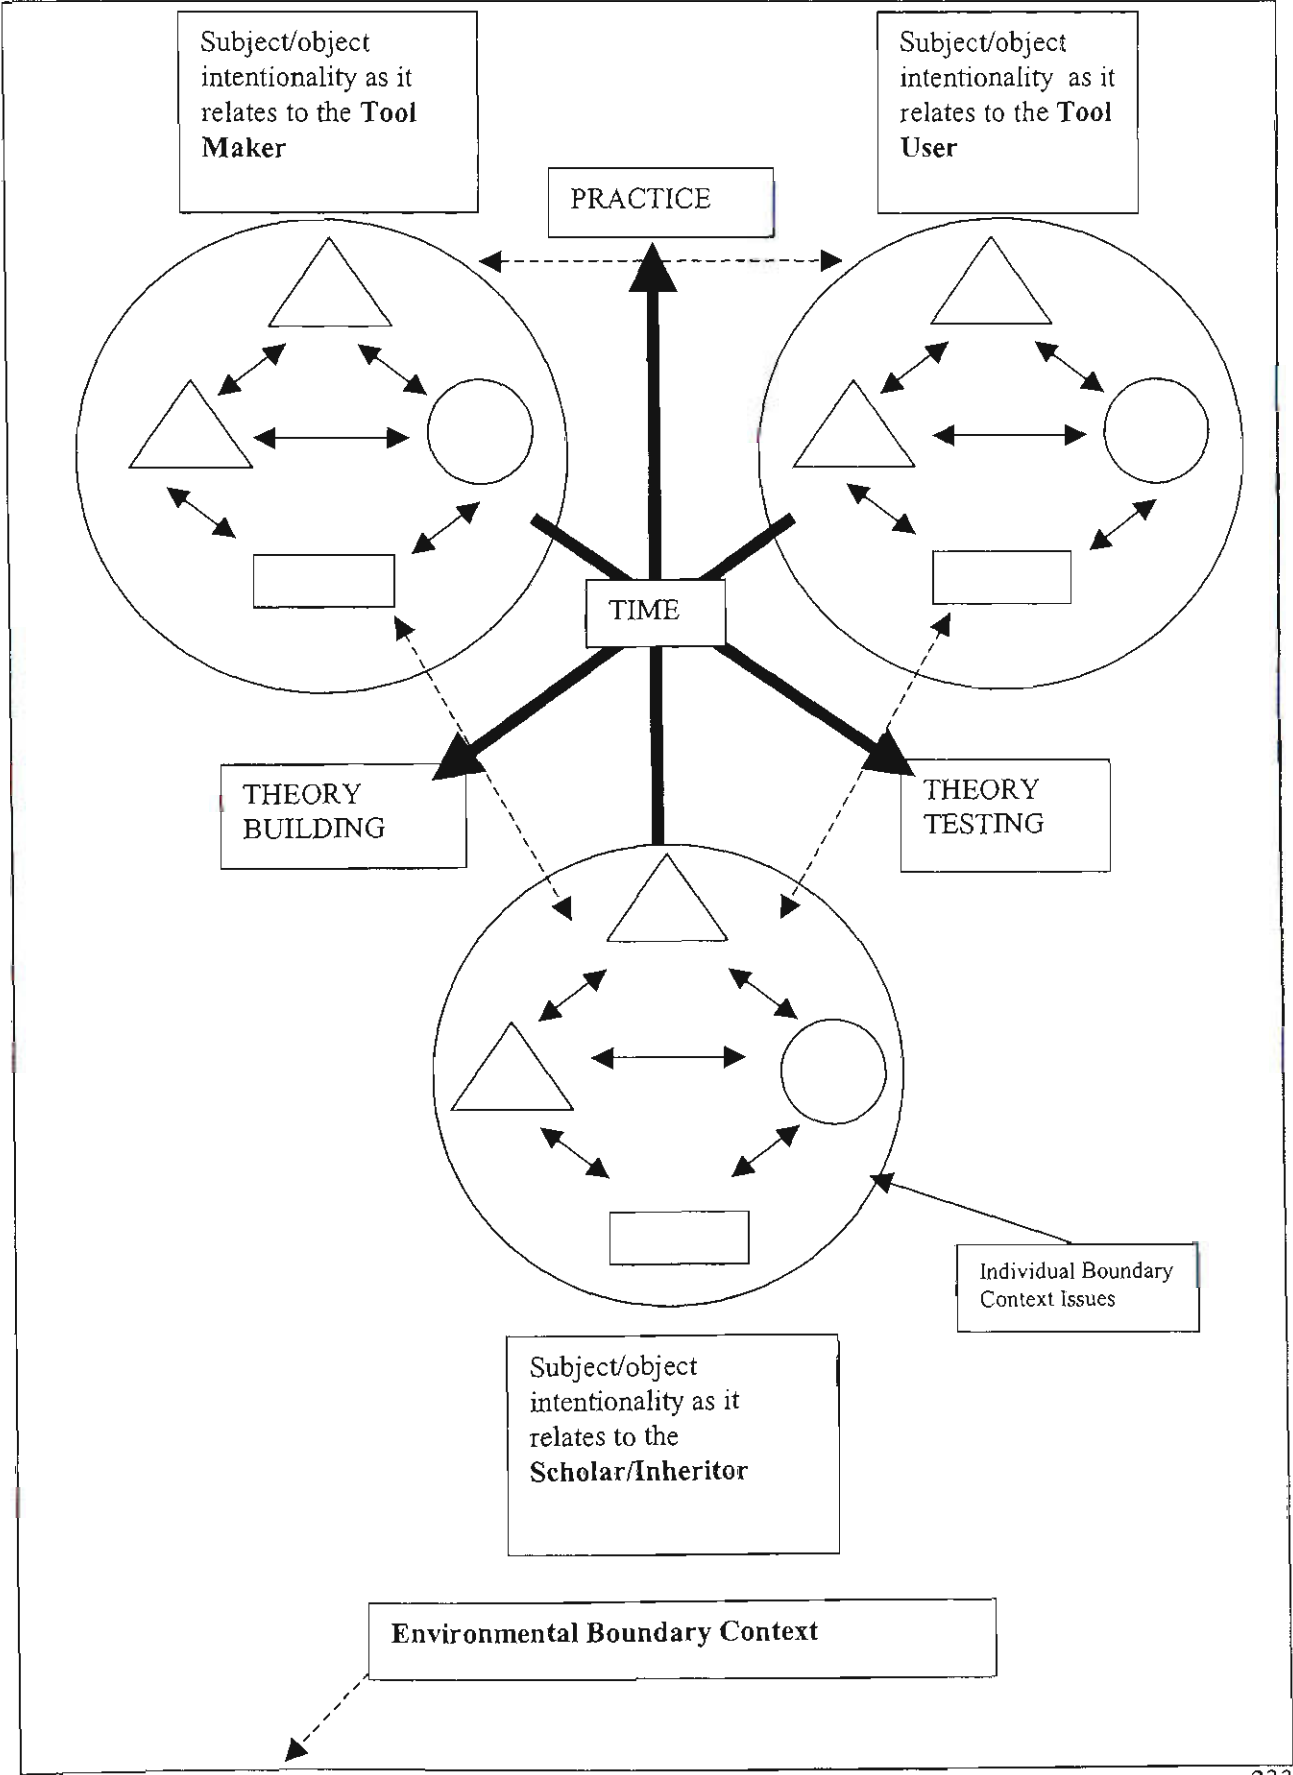 Subject/object
intentionality as it
relates to the Tool
Maker
Subject/object
intentionality as it
relates to the Tool
User
PRACTICE
TIME
THEORY
BUILDING
THEORY
TESTING
Individual Boundary
Context Issues
Subject/object
intentionality as it
relates to the
Scholar/Inheritor
Environmental Boundary Context